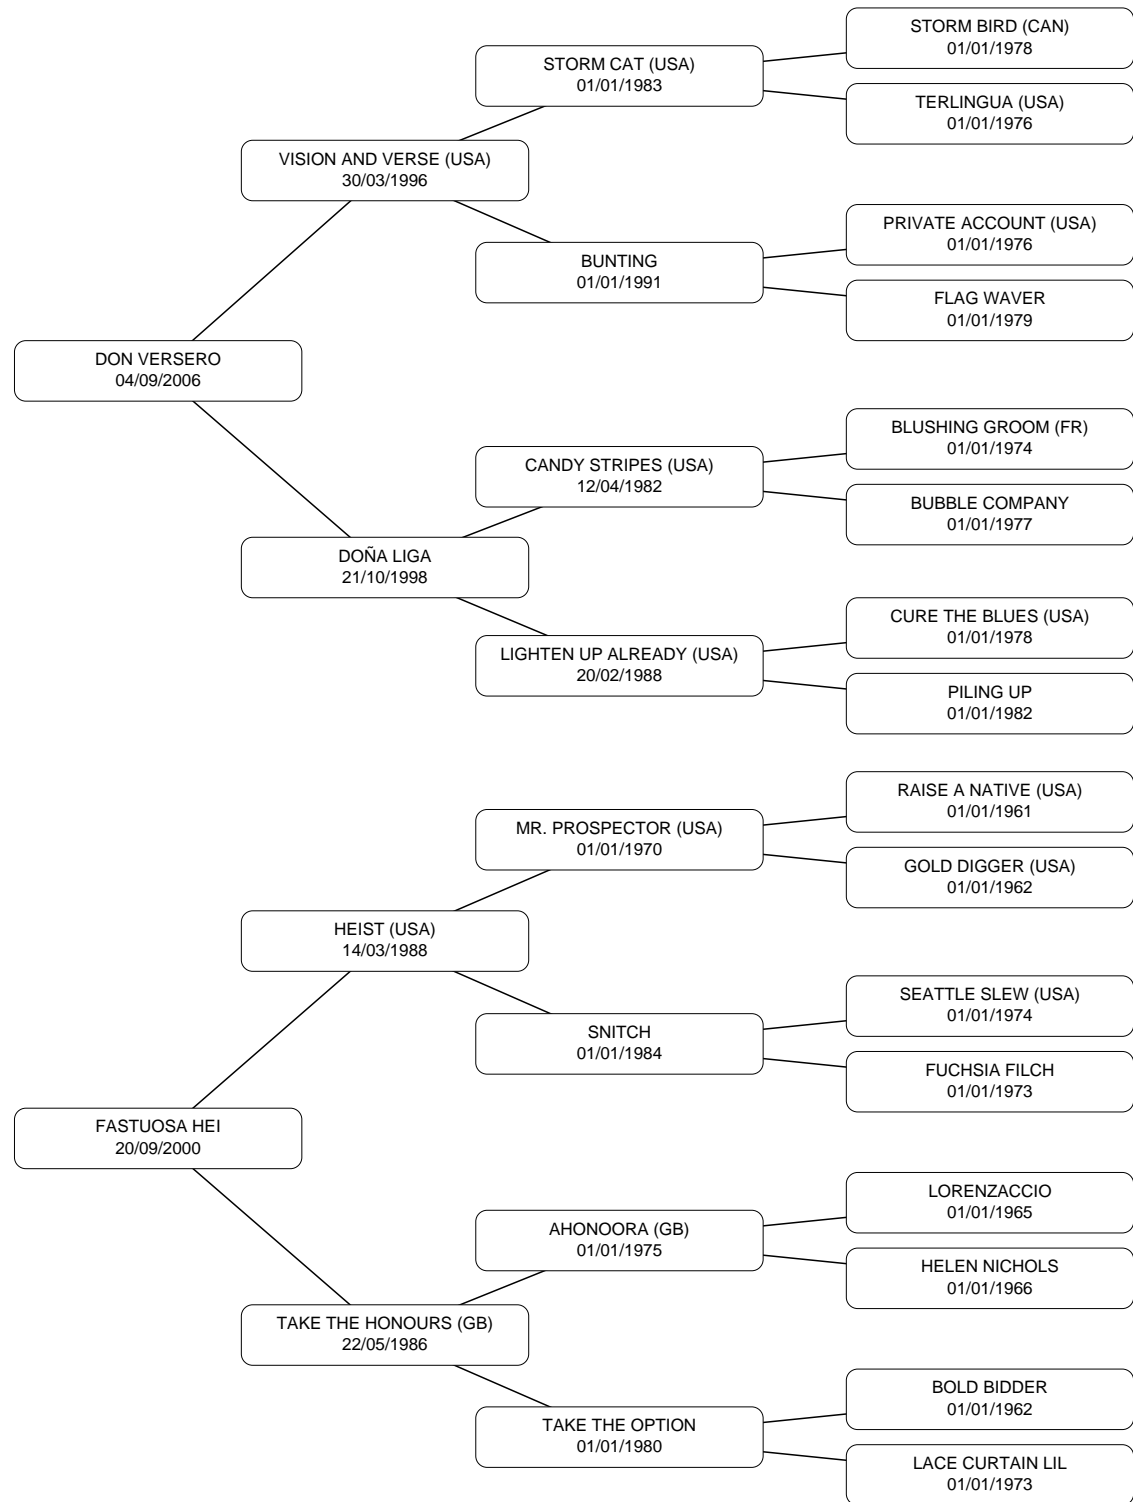 STORM BIRD (CAN)
01/01/1978
STORM CAT (USA)
01/01/1983
TERLINGUA (USA)
01/01/1976
VISION AND VERSE (USA)
30/03/1996
PRIVATE ACCOUNT (USA)
01/01/1976
BUNTING
01/01/1991
FLAG WAVER
01/01/1979
DON VERSERO
04/09/2006
BLUSHING GROOM (FR)
01/01/1974
CANDY STRIPES (USA)
12/04/1982
BUBBLE COMPANY
01/01/1977
DOÑA LIGA
21/10/1998
CURE THE BLUES (USA)
01/01/1978
LIGHTEN UP ALREADY (USA)
20/02/1988
PILING UP
01/01/1982
RAISE A NATIVE (USA)
01/01/1961
MR. PROSPECTOR (USA)
01/01/1970
GOLD DIGGER (USA)
01/01/1962
HEIST (USA)
14/03/1988
SEATTLE SLEW (USA)
01/01/1974
SNITCH
01/01/1984
FUCHSIA FILCH
01/01/1973
FASTUOSA HEI
20/09/2000
LORENZACCIO
01/01/1965
AHONOORA (GB)
01/01/1975
HELEN NICHOLS
01/01/1966
TAKE THE HONOURS (GB)
22/05/1986
BOLD BIDDER
01/01/1962
TAKE THE OPTION
01/01/1980
LACE CURTAIN LIL
01/01/1973